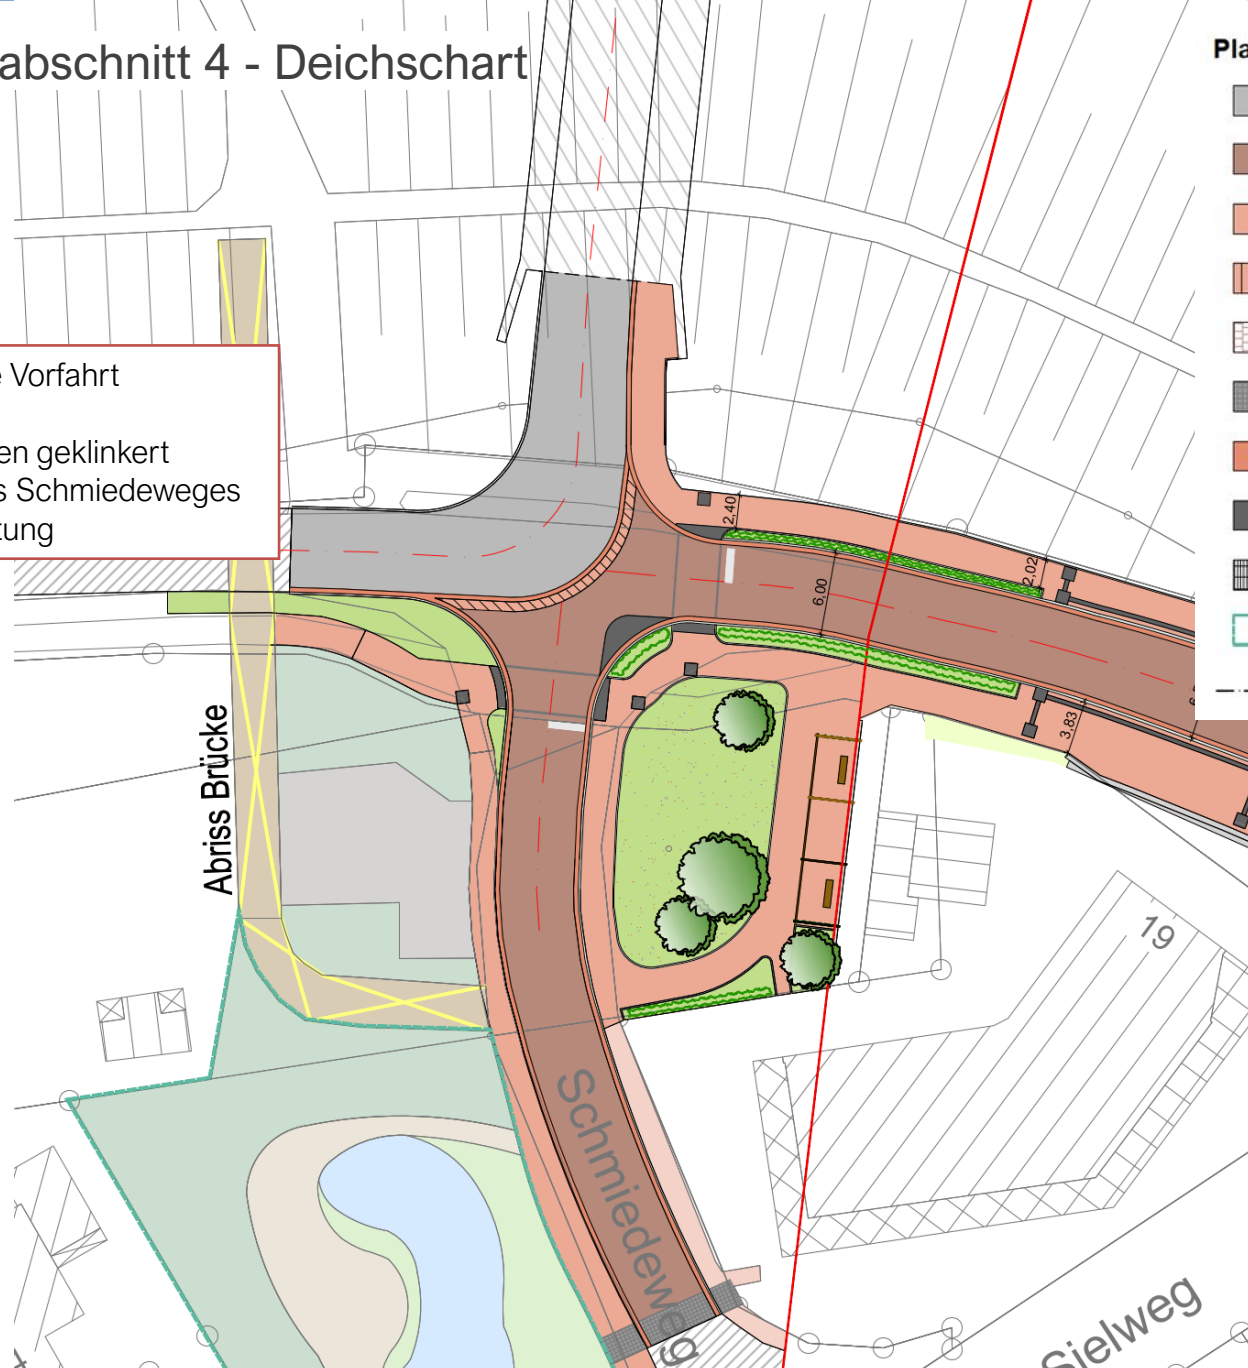 abschnitt 4 - Deichschart
Pla
e Vorfahrt
en geklinkert
s Schmiedeweges
tung
2,40
6,00
2,02
3,83
Abriss Brücke
19
Schmiedeweg
Sielweg